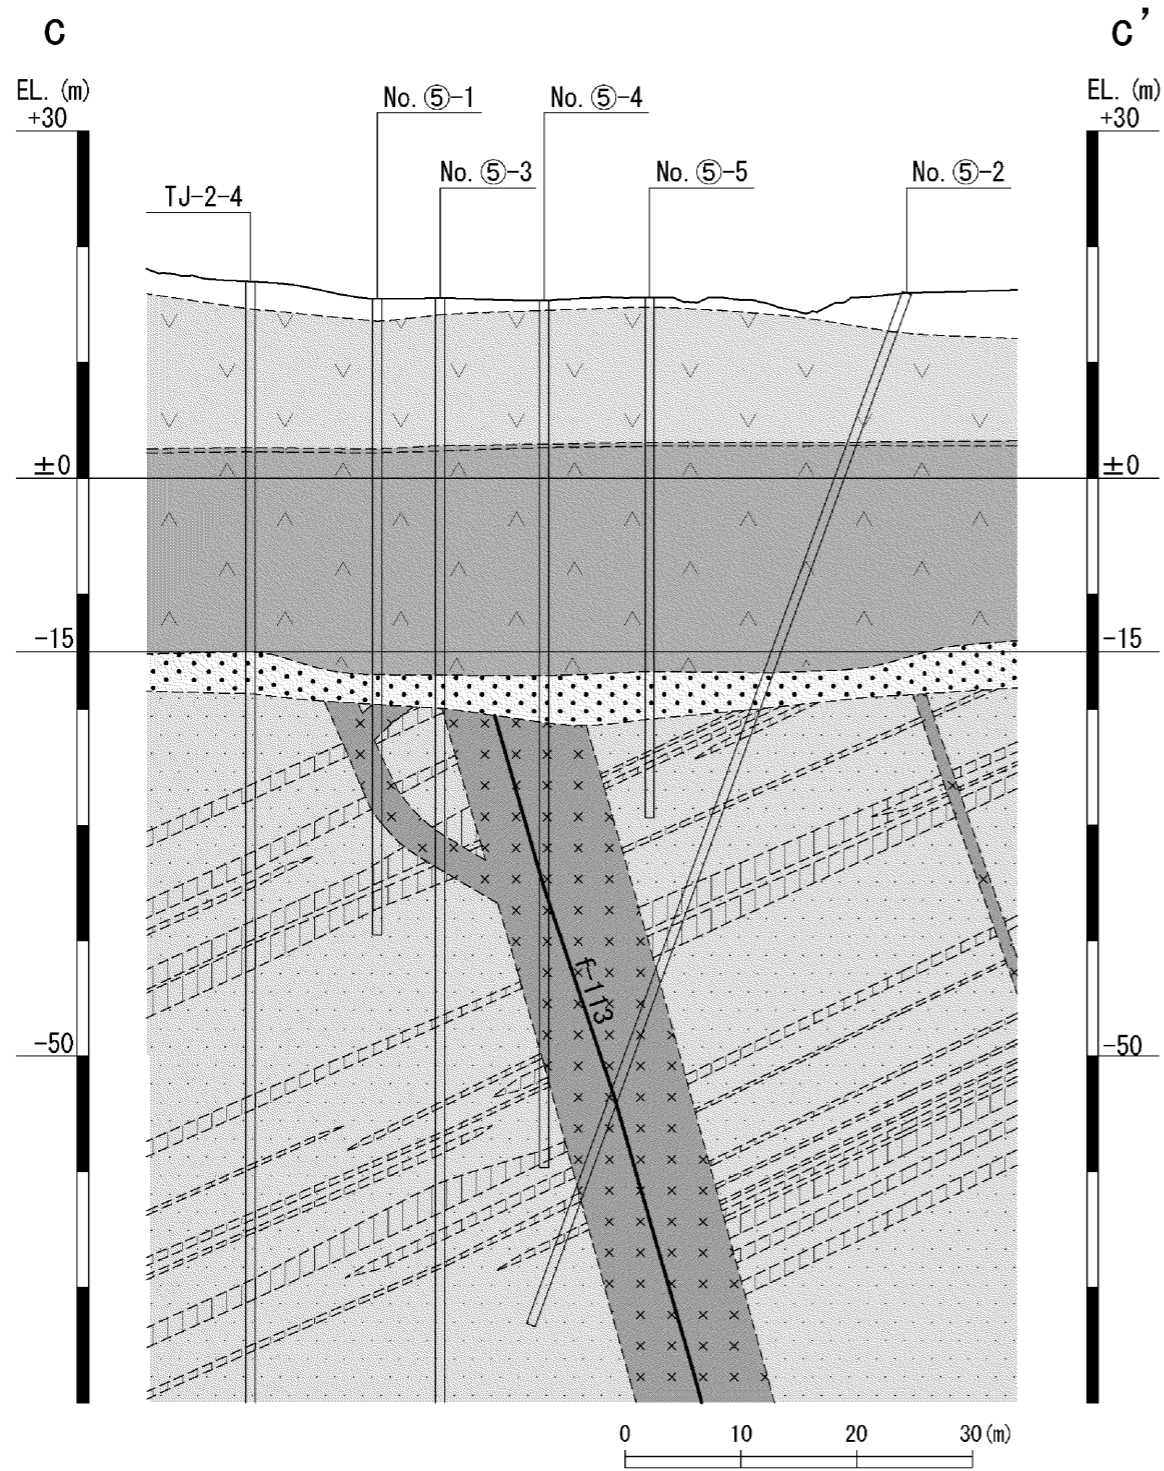 C C’
EL. (m) EL. (m)
+30 +30
No. ⑤-1 No. ⑤-4
No. ⑤-3 No. ⑤-5 No. ⑤-2
TJ-2-4
±0 ±0
-15 -15
f-113
-50 -50
0 10 20 30 (m)